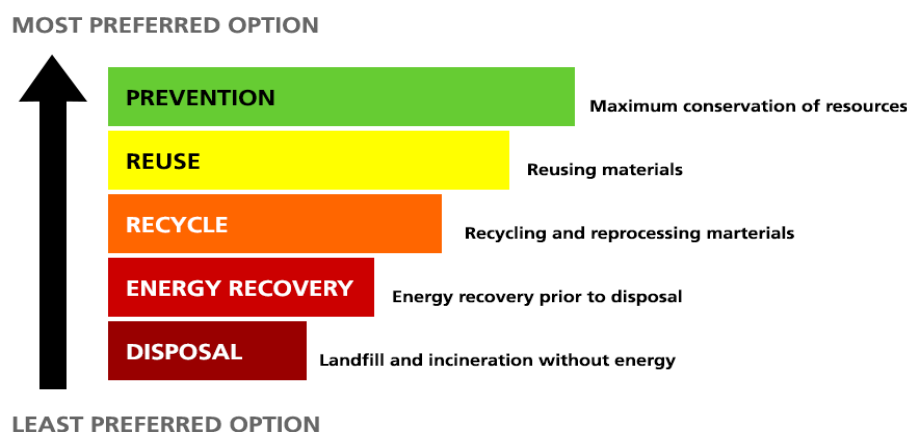 MOST PREFERRED OPTION
PREVENTION
Maximum conservation of resources
REUSE
Reusing materials
RECYCLE
Recycling and reprocessing marterials
ENERGY RECOVERY
Energy recovery prior to disposal
DISPOSAL
Landfill and incineration without energy
LEAST PREFERRED OPTION